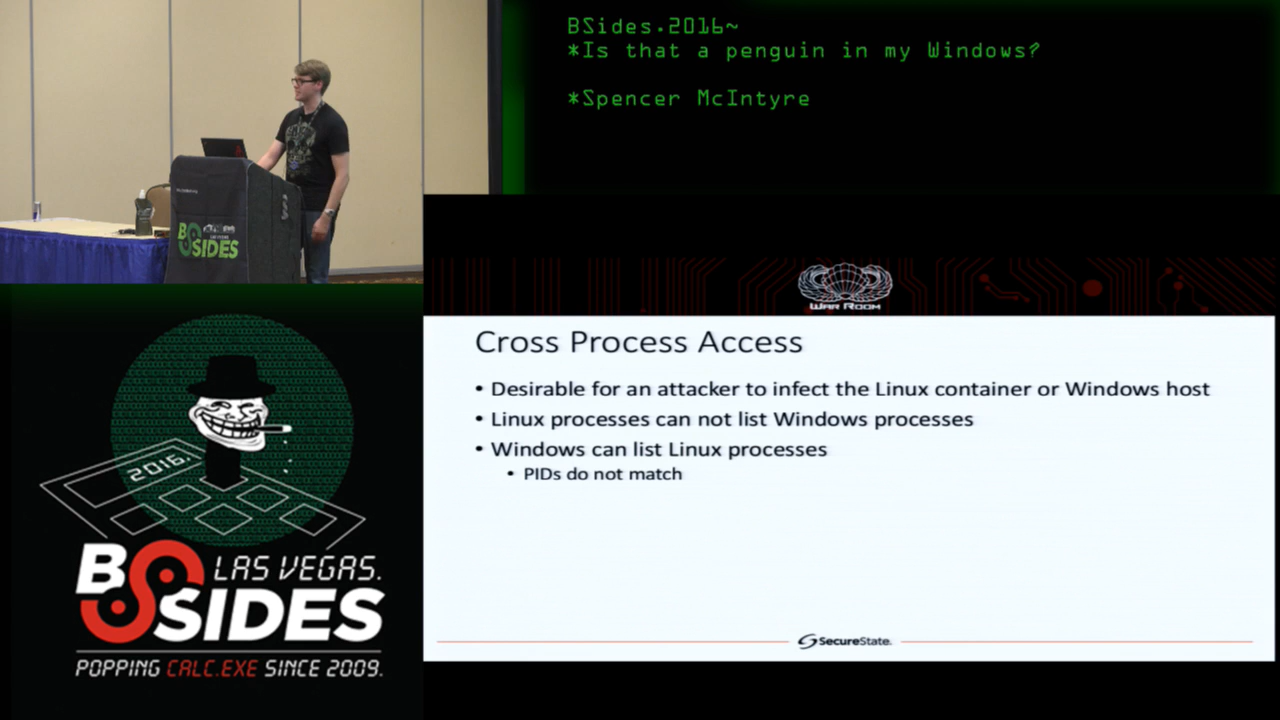 BSides.2016~
*Is that a penguin in my Windows?
*Spencer McIntyre
BSIDES
WAR ROOM
Cross Process Access
• Desirable for an attacker to infect the Linux container or Windows host
• Linux processes can not list Windows processes
• Windows can list Linux processes
• PIDs do not match
SecureState.
2016.
BSIDES LAS VEGAS.
POPPING CALC.EXE SINCE 2009.